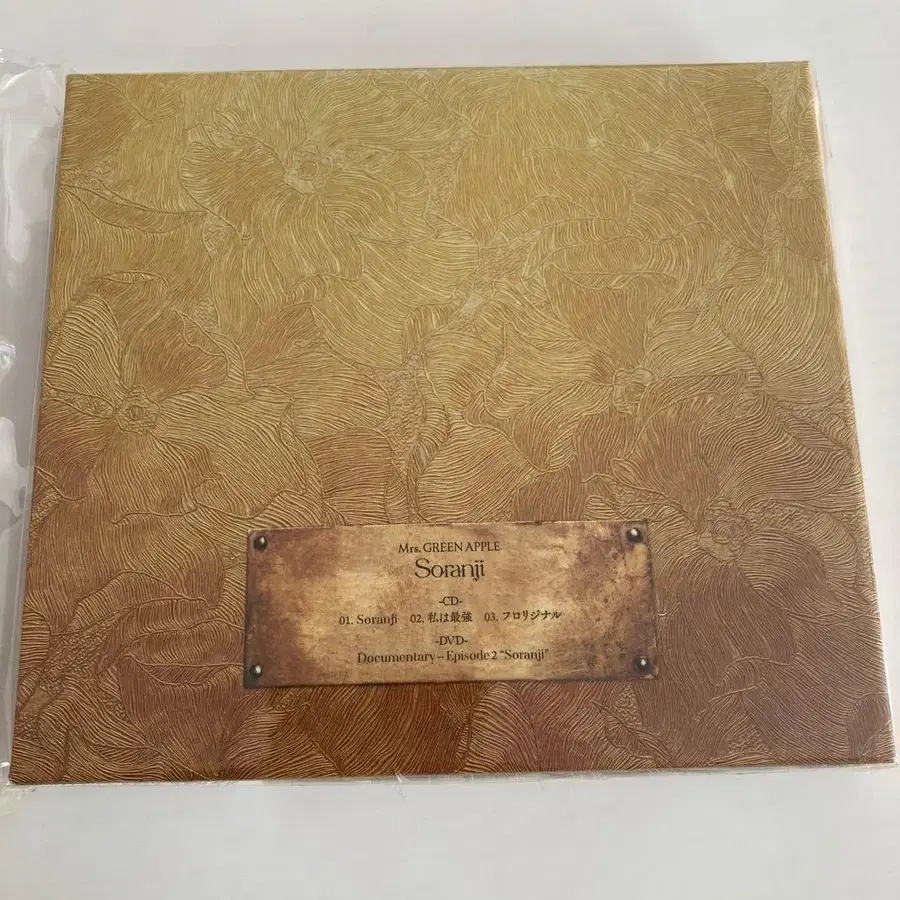 Mrs. GREEN APPLE
Soranji
-CD-
01. Soranji 02. 私は最強 03. フロリジナル
-DVD-
Documentary – Episode 2 “Soranji”